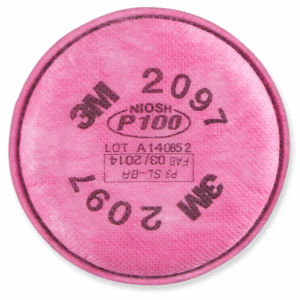 3M 2097
NIOSH
P100
LOT A140852
FAB 03/2014
P3 SL-BR
3M 2097